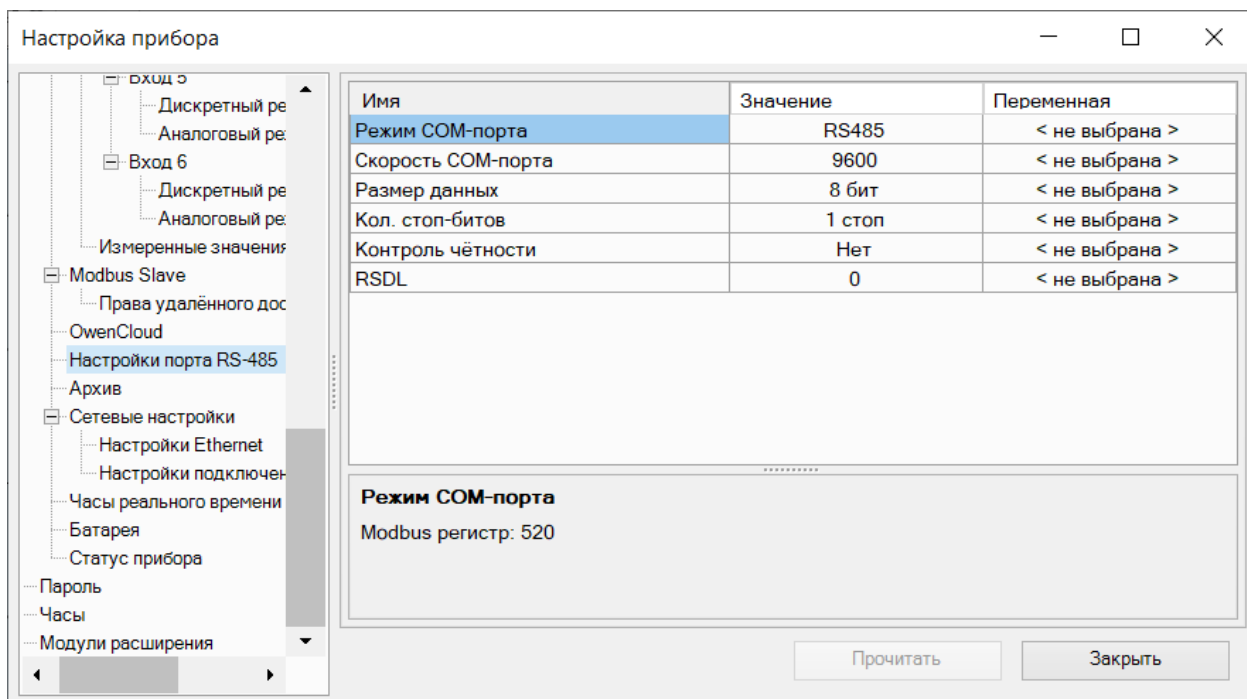 Настройка прибора
Вход 5
Дискретный ре
Аналоговый ре
Вход 6
Дискретный ре
Аналоговый ре
Измеренные значения
Modbus Slave
Права удалённого дос
OwenCloud
Настройки порта RS-485
Архив
Сетевые настройки
Настройки Ethernet
Настройки подключен
Часы реального времени
Батарея
Статус прибора
Пароль
Часы
Модули расширения
Имя Значение Переменная
Режим COM-порта RS485 < не выбрана >
Скорость COM-порта 9600 < не выбрана >
Размер данных 8 бит < не выбрана >
Кол. стоп-битов 1 стоп < не выбрана >
Контроль чётности Нет < не выбрана >
RSDL 0 < не выбрана >
Режим COM-порта
Modbus регистр: 520
Прочитать Закрыть